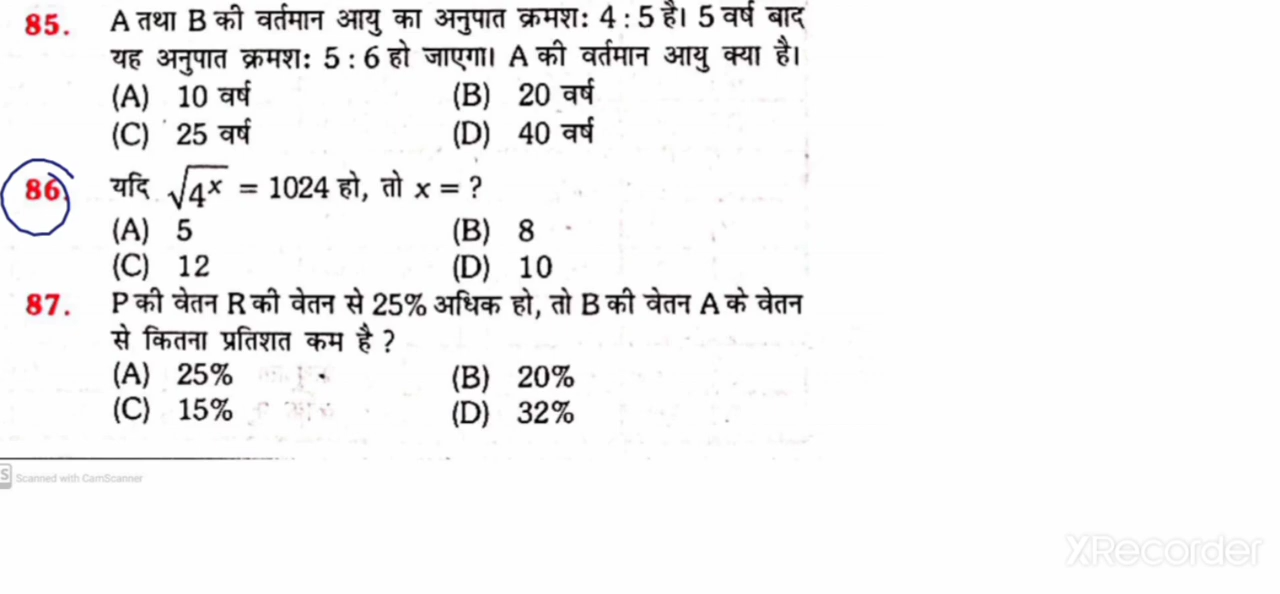 85. A तथा B की वर्तमान आयु का अनुपात क्रमश: 4 : 5 है। 5 वर्ष बाद
यह अनुपात क्रमश: 5 : 6 हो जाएगा। A की वर्तमान आयु क्या है।
(A) 10 वर्ष (B) 20 वर्ष
(C) 25 वर्ष (D) 40 वर्ष
86. यदि √4^x = 1024 हो, तो x = ?
(A) 5 (B) 8
(C) 12 (D) 10
87. P की वेतन R की वेतन से 25% अधिक हो, तो B की वेतन A के वेतन
से कितना प्रतिशत कम है ?
(A) 25% (B) 20%
(C) 15% (D) 32%
S Scanned with CamScanner
XRecorder